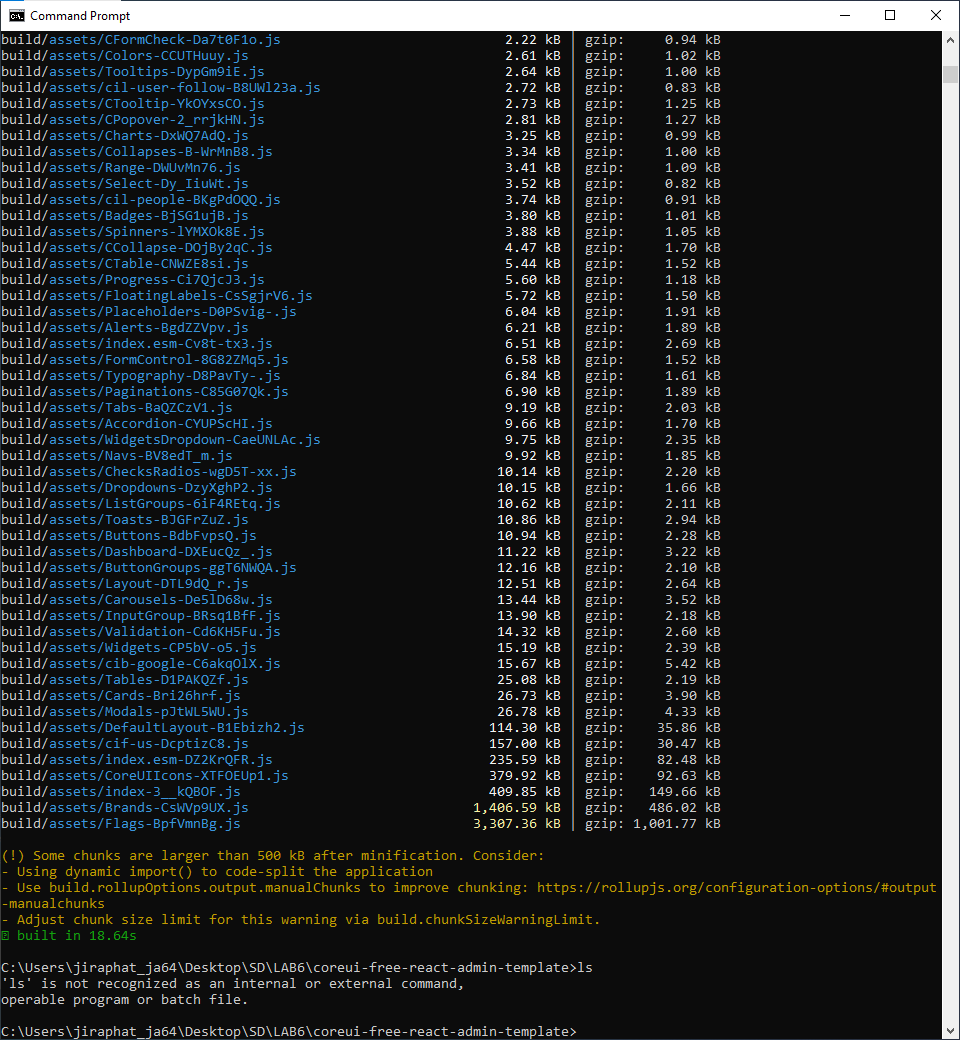 Command Prompt
build/assets/CFormCheck-Da7t0F1o.js 2.22 kB │ gzip: 0.94 kB
build/assets/Colors-CCUTHuuy.js 2.61 kB │ gzip: 1.02 kB
build/assets/Tooltips-DypGm9iE.js 2.64 kB │ gzip: 1.00 kB
build/assets/cil-user-follow-B8UWl23a.js 2.72 kB │ gzip: 0.83 kB
build/assets/CTooltip-YkOYxsCO.js 2.73 kB │ gzip: 1.25 kB
build/assets/CPopover-2_rrjkHN.js 2.81 kB │ gzip: 1.27 kB
build/assets/Charts-DxWQ7AdQ.js 3.25 kB │ gzip: 0.99 kB
build/assets/Collapses-B-WrMnB8.js 3.34 kB │ gzip: 1.00 kB
build/assets/Range-DWUvMn76.js 3.41 kB │ gzip: 1.09 kB
build/assets/Select-Dy_IiuWt.js 3.52 kB │ gzip: 0.82 kB
build/assets/cil-people-BKgPdOQQ.js 3.74 kB │ gzip: 0.91 kB
build/assets/Badges-BjSG1ujB.js 3.80 kB │ gzip: 1.01 kB
build/assets/Spinners-lYMXOk8E.js 3.88 kB │ gzip: 1.05 kB
build/assets/CCollapse-DOjBy2qC.js 4.47 kB │ gzip: 1.70 kB
build/assets/CTable-CNWZE8si.js 5.44 kB │ gzip: 1.52 kB
build/assets/Progress-Ci7QjcJ3.js 5.60 kB │ gzip: 1.18 kB
build/assets/FloatingLabels-CsSgjrV6.js 5.72 kB │ gzip: 1.50 kB
build/assets/Placeholders-D0PSvig-.js 6.04 kB │ gzip: 1.91 kB
build/assets/Alerts-BgdZZVpv.js 6.21 kB │ gzip: 1.89 kB
build/assets/index.esm-Cv8t-tx3.js 6.51 kB │ gzip: 2.69 kB
build/assets/FormControl-8G82ZMq5.js 6.58 kB │ gzip: 1.52 kB
build/assets/Typography-D8PavTy-.js 6.84 kB │ gzip: 1.61 kB
build/assets/Paginations-C85G07Qk.js 6.90 kB │ gzip: 1.89 kB
build/assets/Tabs-BaQZCzV1.js 9.19 kB │ gzip: 2.03 kB
build/assets/Accordion-CYUPScHI.js 9.66 kB │ gzip: 1.70 kB
build/assets/WidgetsDropdown-CaeUNLAc.js 9.75 kB │ gzip: 2.35 kB
build/assets/Navs-BV8edT_m.js 9.92 kB │ gzip: 1.85 kB
build/assets/ChecksRadios-wgD5T-xx.js 10.14 kB │ gzip: 2.20 kB
build/assets/Dropdowns-DzyXghP2.js 10.15 kB │ gzip: 1.66 kB
build/assets/ListGroups-6iF4REtq.js 10.62 kB │ gzip: 2.11 kB
build/assets/Toasts-BJGFrZuZ.js 10.86 kB │ gzip: 2.94 kB
build/assets/Buttons-BdbFvpsQ.js 10.94 kB │ gzip: 2.28 kB
build/assets/Dashboard-DXEucQz_.js 11.22 kB │ gzip: 3.22 kB
build/assets/ButtonGroups-ggT6NWQA.js 12.16 kB │ gzip: 2.10 kB
build/assets/Layout-DTL9dQ_r.js 12.51 kB │ gzip: 2.64 kB
build/assets/Carousels-De5lD68w.js 13.44 kB │ gzip: 3.52 kB
build/assets/InputGroup-BRsq1BfF.js 13.90 kB │ gzip: 2.18 kB
build/assets/Validation-Cd6KH5Fu.js 14.32 kB │ gzip: 2.60 kB
build/assets/Widgets-CP5bV-o5.js 15.19 kB │ gzip: 2.39 kB
build/assets/cib-google-C6akqOlX.js 15.67 kB │ gzip: 5.42 kB
build/assets/Tables-D1PAKQZf.js 25.08 kB │ gzip: 2.19 kB
build/assets/Cards-Bri26hrf.js 26.73 kB │ gzip: 3.90 kB
build/assets/Modals-pJtWL5WU.js 26.78 kB │ gzip: 4.33 kB
build/assets/DefaultLayout-B1Ebizh2.js 114.30 kB │ gzip: 35.86 kB
build/assets/cif-us-DcptizC8.js 157.00 kB │ gzip: 30.47 kB
build/assets/index.esm-DZ2KrQFR.js 235.59 kB │ gzip: 82.48 kB
build/assets/CoreUIIcons-XTFOEUp1.js 379.92 kB │ gzip: 92.63 kB
build/assets/index-3__kQBOF.js 409.85 kB │ gzip: 149.66 kB
build/assets/Brands-CsWVp9UX.js 1,406.59 kB │ gzip: 486.02 kB
build/assets/Flags-BpfVmnBg.js 3,307.36 kB │ gzip: 1,001.77 kB
(!) Some chunks are larger than 500 kB after minification. Consider:
- Using dynamic import() to code-split the application
- Use build.rollupOptions.output.manualChunks to improve chunking: https://rollupjs.org/configuration-options/#output
-manualchunks
- Adjust chunk size limit for this warning via build.chunkSizeWarningLimit.
built in 18.64s
C:\Users\jiraphat_ja64\Desktop\SD\LAB6\coreui-free-react-admin-template>ls
'ls' is not recognized as an internal or external command,
operable program or batch file.
C:\Users\jiraphat_ja64\Desktop\SD\LAB6\coreui-free-react-admin-template>